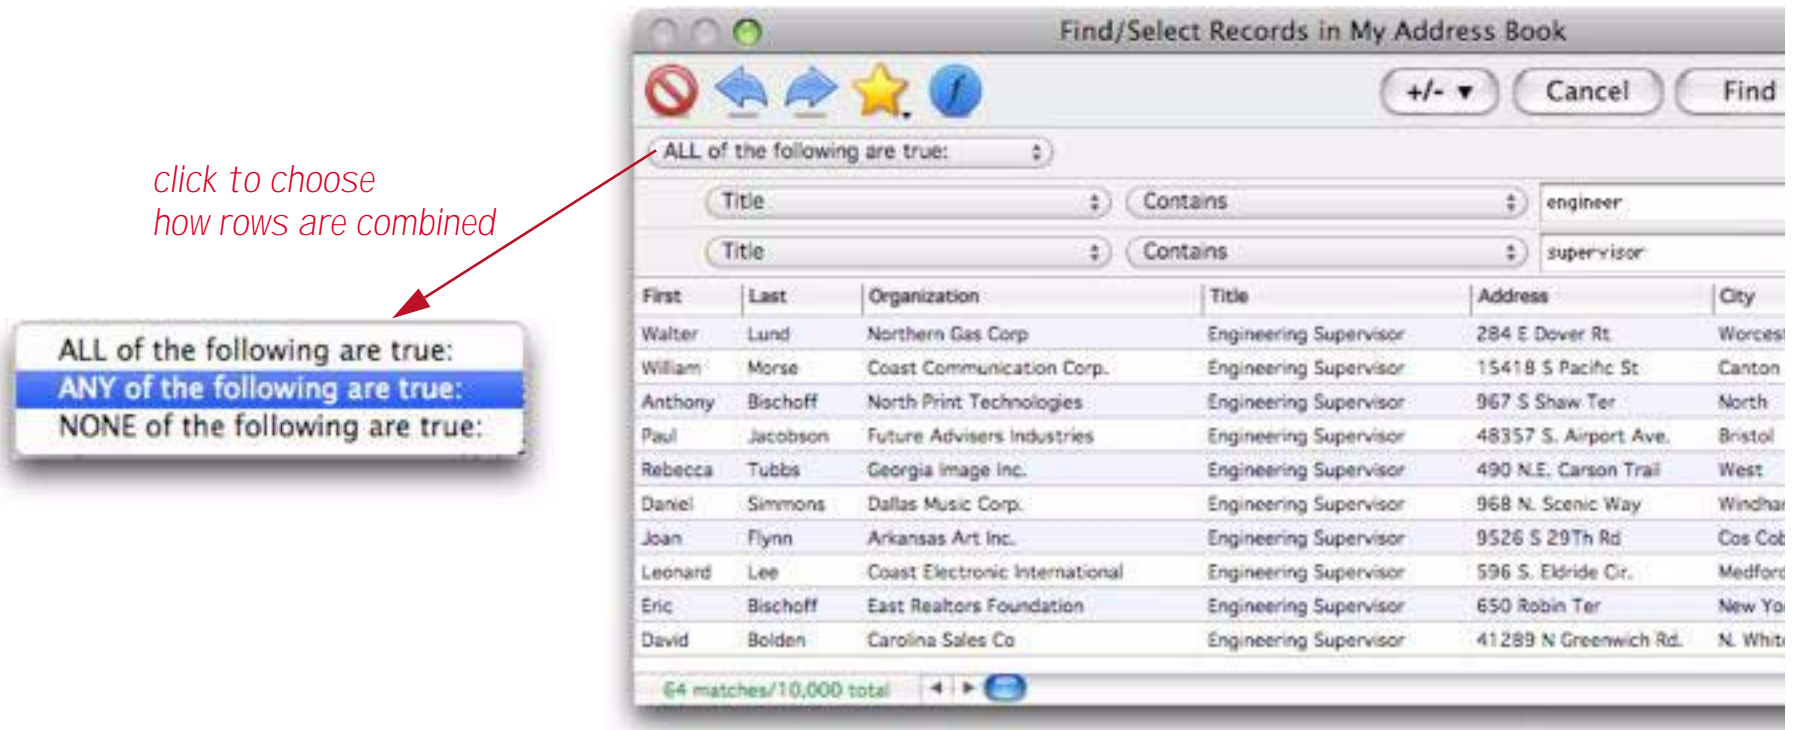 Find/Select Records in My Address Book
+/- ▼ Cancel Find
ALL of the following are true:
click to choose
how rows are combined
Title Contains engineer
Title Contains supervisor
ALL of the following are true:
ANY of the following are true:
NONE of the following are true:
First Last Organization Title Address City
Walter Lund Northern Gas Corp Engineering Supervisor 284 E Dover Rt Worcest
William Morse Coast Communication Corp. Engineering Supervisor 15418 S Pacific St Canton
Anthony Bischoff North Print Technologies Engineering Supervisor 967 S Shaw Ter North
Paul Jacobson Future Advisers Industries Engineering Supervisor 48357 S. Airport Ave. Bristol
Rebecca Tubbs Georgia Image Inc. Engineering Supervisor 490 N.E. Carson Trail West
Daniel Simmons Dallas Music Corp. Engineering Supervisor 968 N. Scenic Way Windhar
Joan Flynn Arkansas Art Inc. Engineering Supervisor 9526 S 29Th Rd Cos Cob
Leonard Lee Coast Electronic International Engineering Supervisor 596 S. Eldride Cir. Medford
Eric Bischoff East Realtors Foundation Engineering Supervisor 650 Robin Ter New Yo
David Bolden Carolina Sales Co Engineering Supervisor 41289 N Greenwich Rd. N. White
64 matches/10,000 total